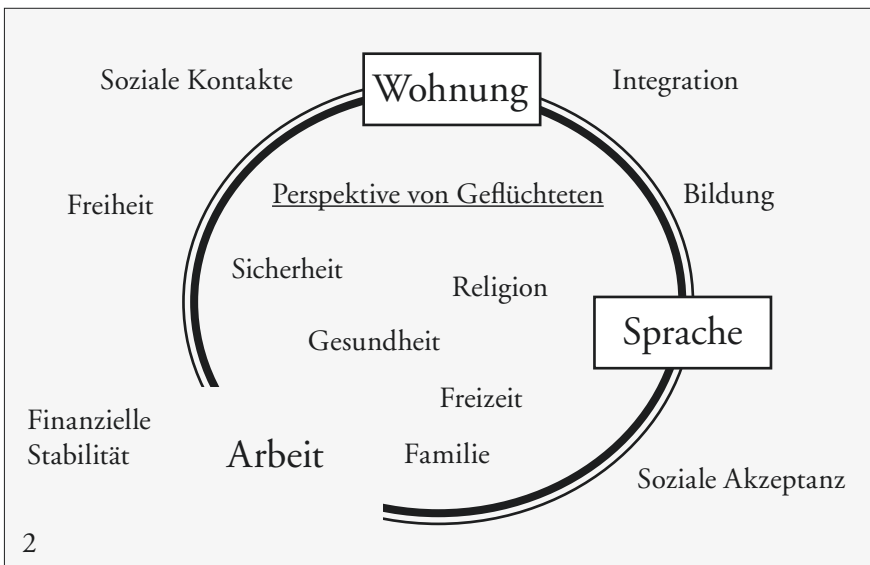 Soziale Kontakte
Wohnung
Integration
Freiheit
Perspektive von Geflüchteten
Bildung
Sicherheit
Religion
Sprache
Gesundheit
Freizeit
Finanzielle
Stabilität
Arbeit
Familie
Soziale Akzeptanz
2